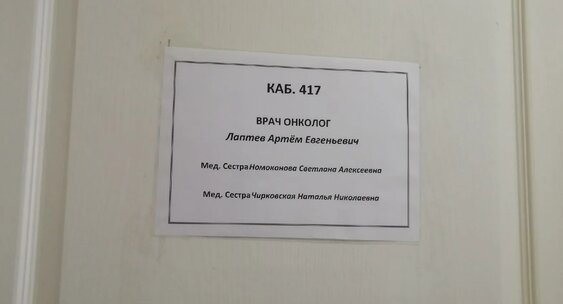 КАБ. 417
ВРАЧ ОНКОЛОГ
Лаптев Артём Евгеньевич
Мед. Сестра Номоконова Светлана Алексеевна
Мед. Сестра Чирковская Наталья Николаевна